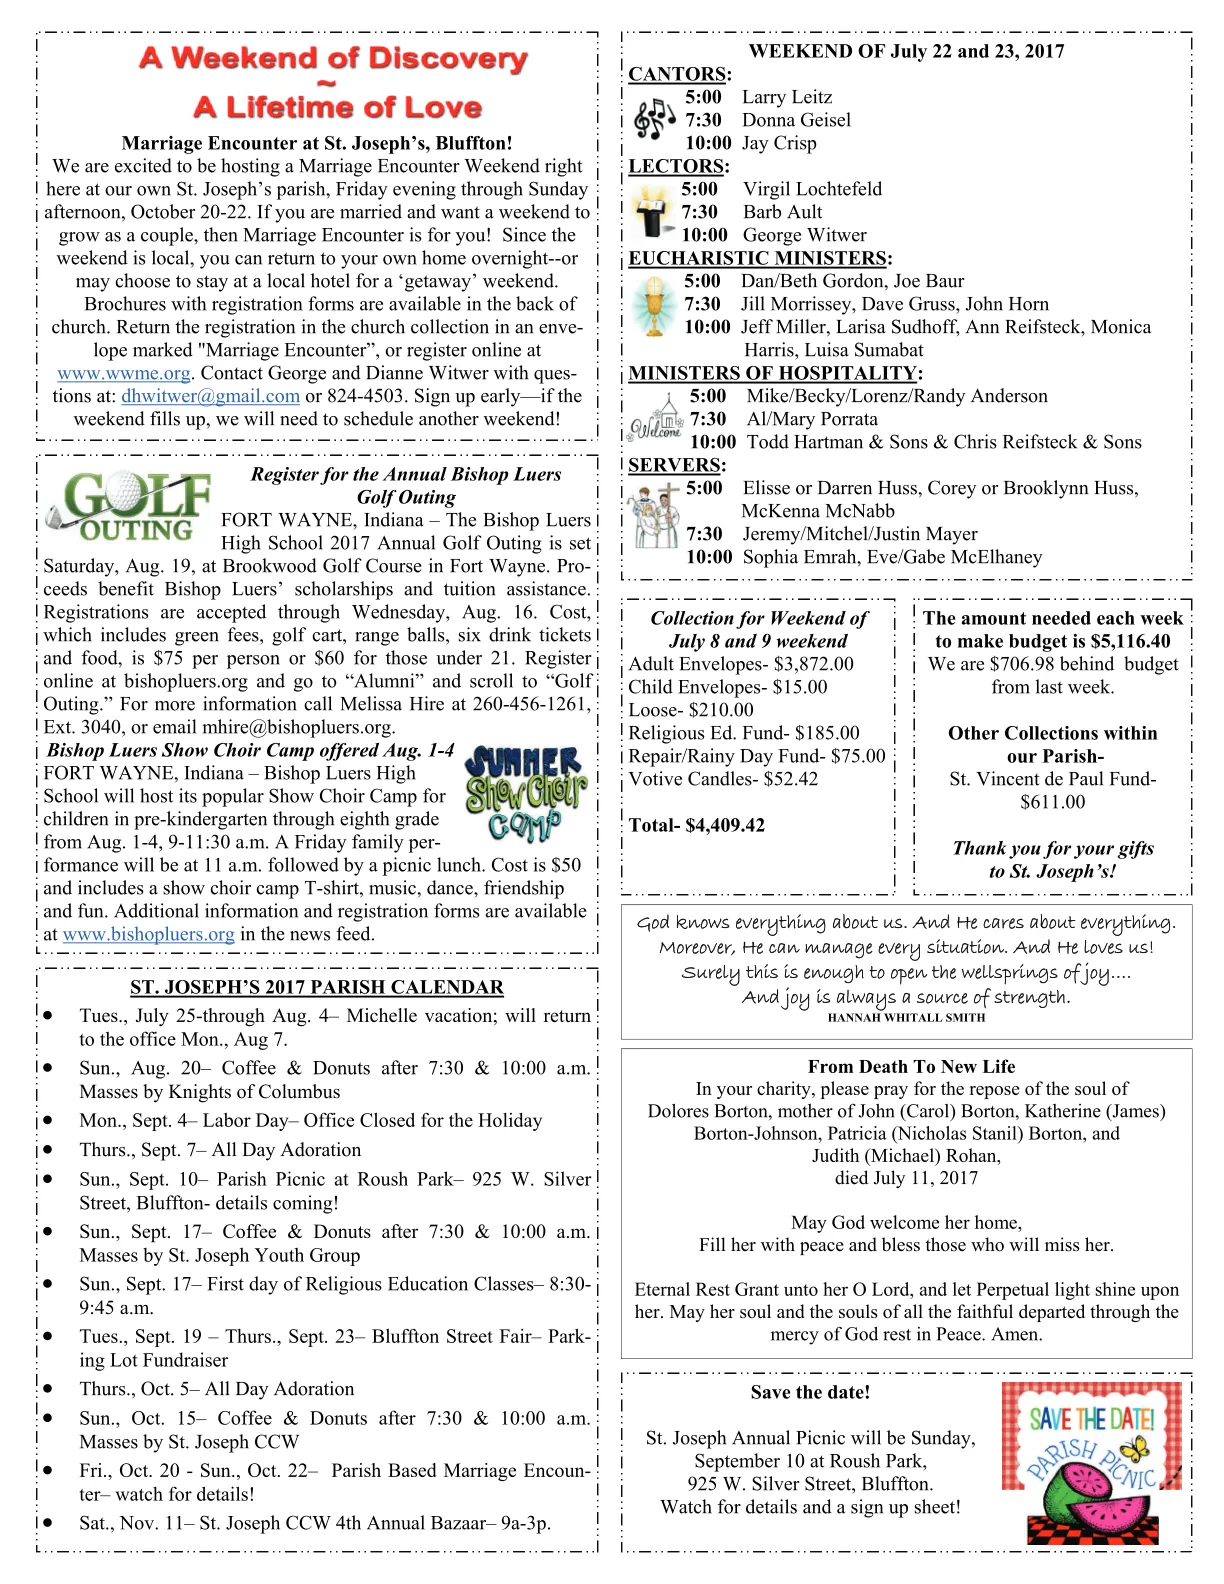 A Weekend of Discovery
~
A Lifetime of Love
Marriage Encounter at St. Joseph’s, Bluffton!
We are excited to be hosting a Marriage Encounter Weekend right
here at our own St. Joseph’s parish, Friday evening through Sunday
afternoon, October 20-22. If you are married and want a weekend to
grow as a couple, then Marriage Encounter is for you!  Since the
weekend is local, you can return to your own home overnight--or
may choose to stay at a local hotel for a ‘getaway’ weekend.
Brochures with registration forms are available in the back of
church. Return the registration in the church collection in an enve-
lope marked "Marriage Encounter”, or register online at
www.wwme.org. Contact George and Dianne Witwer with ques-
tions at: dhwitwer@gmail.com or 824-4503. Sign up early—if the
weekend fills up, we will need to schedule another weekend!
GOLF
OUTING
Register for the Annual Bishop Luers
Golf Outing
FORT WAYNE, Indiana – The Bishop Luers
High School 2017 Annual Golf Outing is set
Saturday, Aug. 19, at Brookwood Golf Course in Fort Wayne. Pro-
ceeds benefit Bishop Luers’ scholarships and tuition assistance.
Registrations are accepted through Wednesday, Aug. 16. Cost,
which includes green fees, golf cart, range balls, six drink tickets
and food, is $75 per person or $60 for those under 21. Register
online at bishopluers.org and go to “Alumni” and scroll to “Golf
Outing.” For more information call Melissa Hire at 260-456-1261,
Ext. 3040, or email mhire@bishopluers.org.
Bishop Luers Show Choir Camp offered Aug. 1-4
FORT WAYNE, Indiana – Bishop Luers High
School will host its popular Show Choir Camp for
children in pre-kindergarten through eighth grade
from Aug. 1-4, 9-11:30 a.m. A Friday family per-
formance will be at 11 a.m. followed by a picnic lunch. Cost is $50
and includes a show choir camp T-shirt, music, dance, friendship
and fun. Additional information and registration forms are available
at www.bishopluers.org in the news feed.
SUMMER
Show Choir
CAMP
ST. JOSEPH’S 2017 PARISH CALENDAR
• Tues., July 25-through Aug. 4– Michelle vacation; will return
to the office Mon., Aug 7.
• Sun., Aug. 20– Coffee & Donuts after 7:30 & 10:00 a.m.
Masses by Knights of Columbus
• Mon., Sept. 4– Labor Day– Office Closed for the Holiday
• Thurs., Sept. 7– All Day Adoration
• Sun., Sept. 10– Parish Picnic at Roush Park– 925 W. Silver
Street, Bluffton- details coming!
• Sun., Sept. 17– Coffee & Donuts after 7:30 & 10:00 a.m.
Masses by St. Joseph Youth Group
• Sun., Sept. 17– First day of Religious Education Classes– 8:30-
9:45 a.m.
• Tues., Sept. 19 – Thurs., Sept. 23– Bluffton Street Fair– Park-
ing Lot Fundraiser
• Thurs., Oct. 5– All Day Adoration
• Sun., Oct. 15– Coffee & Donuts after 7:30 & 10:00 a.m.
Masses by St. Joseph CCW
• Fri., Oct. 20 - Sun., Oct. 22–  Parish Based Marriage Encoun-
ter– watch for details!
• Sat., Nov. 11– St. Joseph CCW 4th Annual Bazaar– 9a-3p.
WEEKEND OF July 22 and 23, 2017
CANTORS:
5:00 Larry Leitz
7:30 Donna Geisel
10:00 Jay Crisp
LECTORS:
5:00 Virgil Lochtefeld
7:30 Barb Ault
10:00 George Witwer
EUCHARISTIC MINISTERS:
5:00 Dan/Beth Gordon, Joe Baur
7:30 Jill Morrissey, Dave Gruss, John Horn
10:00 Jeff Miller, Larisa Sudhoff, Ann Reifsteck, Monica
Harris, Luisa Sumabat
MINISTERS OF HOSPITALITY:
Welcome
5:00 Mike/Becky/Lorenz/Randy Anderson
7:30 Al/Mary Porrata
10:00 Todd Hartman & Sons & Chris Reifsteck & Sons
SERVERS:
5:00 Elisse or Darren Huss, Corey or Brooklynn Huss,
McKenna McNabb
7:30 Jeremy/Mitchel/Justin Mayer
10:00 Sophia Emrah, Eve/Gabe McElhaney
Collection for Weekend of
July 8 and 9 weekend
Adult Envelopes- $3,872.00
Child Envelopes- $15.00
Loose- $210.00
Religious Ed. Fund- $185.00
Repair/Rainy Day Fund- $75.00
Votive Candles- $52.42
Total- $4,409.42
The amount needed each week
to make budget is $5,116.40
We are $706.98 behind  budget
from last week.
Other Collections within
our Parish-
St. Vincent de Paul Fund-
$611.00
Thank you for your gifts
to St. Joseph’s!
God knows everything about us. And He cares about everything.
Moreover, He can manage every situation. And He loves us!
Surely this is enough to open the wellsprings of joy....
And joy is always a source of strength.
HANNAH WHITALL SMITH
From Death To New Life
In your charity, please pray for the repose of the soul of
Dolores Borton, mother of John (Carol) Borton, Katherine (James)
Borton-Johnson, Patricia (Nicholas Stanil) Borton, and
Judith (Michael) Rohan,
died July 11, 2017
May God welcome her home,
Fill her with peace and bless those who will miss her.
Eternal Rest Grant unto her O Lord, and let Perpetual light shine upon
her. May her soul and the souls of all the faithful departed through the
mercy of God rest in Peace. Amen.
Save the date!
St. Joseph Annual Picnic will be Sunday,
September 10 at Roush Park,
925 W. Silver Street, Bluffton.
Watch for details and a sign up sheet!
SAVE THE DATE!
PARISH PICNIC